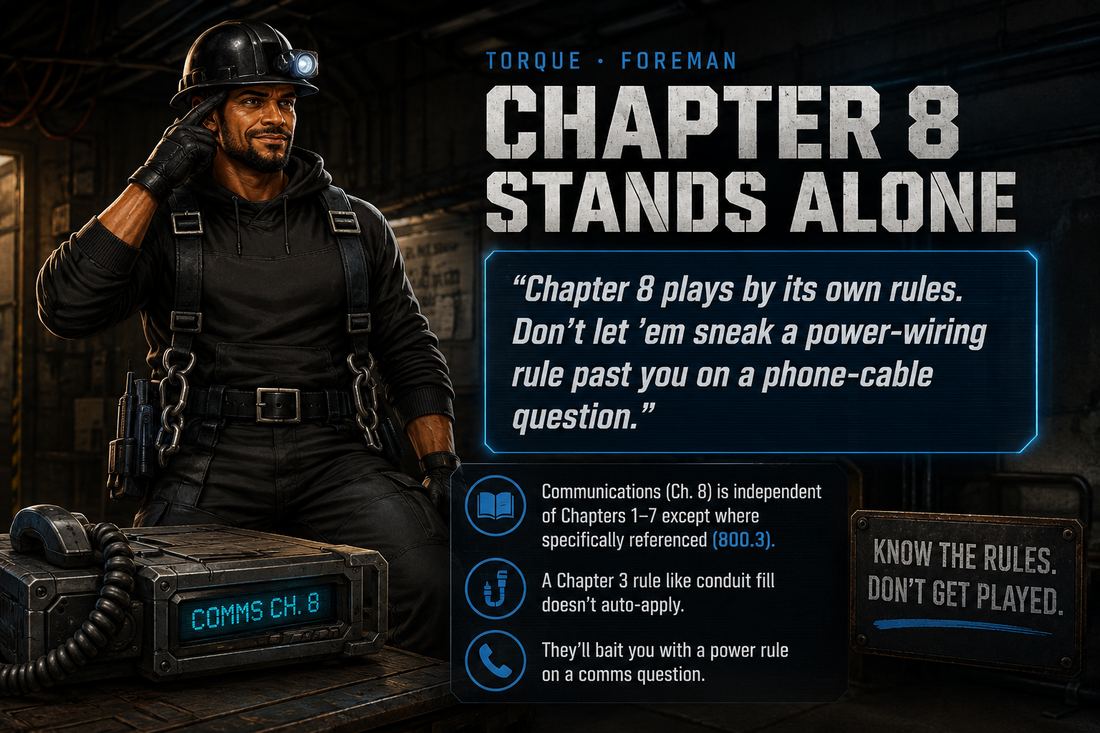 TORQUE • FOREMAN
CHAPTER 8
STANDS ALONE
“Chapter 8 plays by its own rules.
Don’t let ’em sneak a power-wiring
rule past you on a phone-cable
question.”
Communications (Ch. 8) is independent
of Chapters 1–7 except where
specifically referenced (800.3).
A Chapter 3 rule like conduit fill
doesn’t auto-apply.
They’ll bait you with a power rule
on a comms question.
KNOW THE RULES.
DON’T GET PLAYED.
COMMS CH. 8